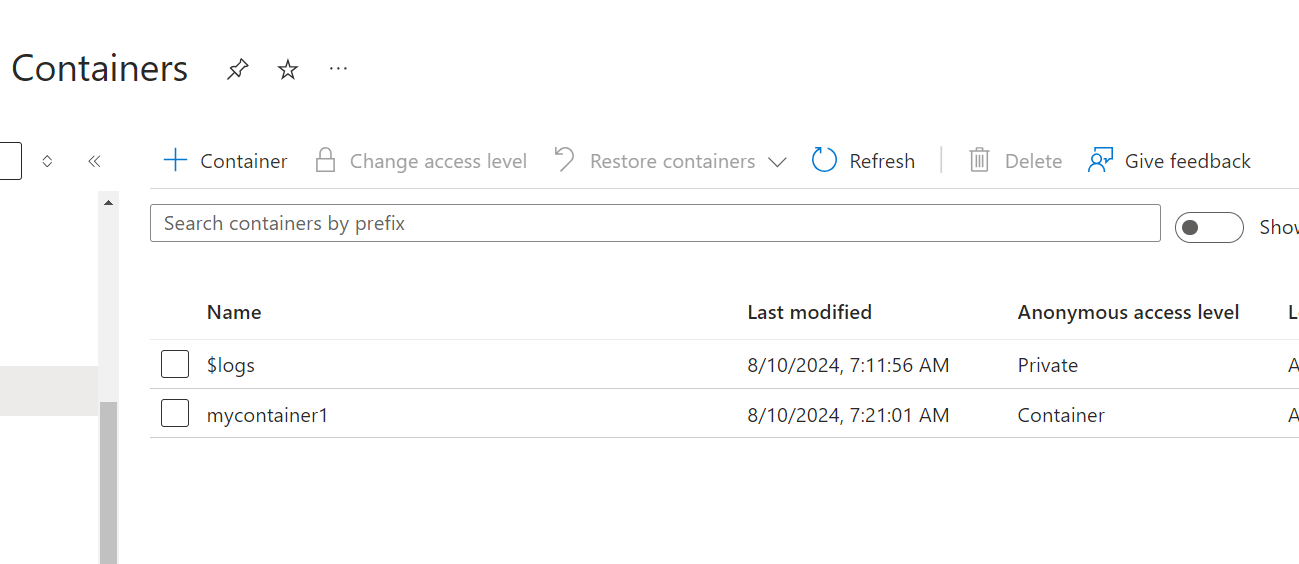 Containers
Container Change access level Restore containers Refresh Delete Give feedback
Search containers by prefix
Name Last modified Anonymous access level
$logs 8/10/2024, 7:11:56 AM Private
mycontainer1 8/10/2024, 7:21:01 AM Container